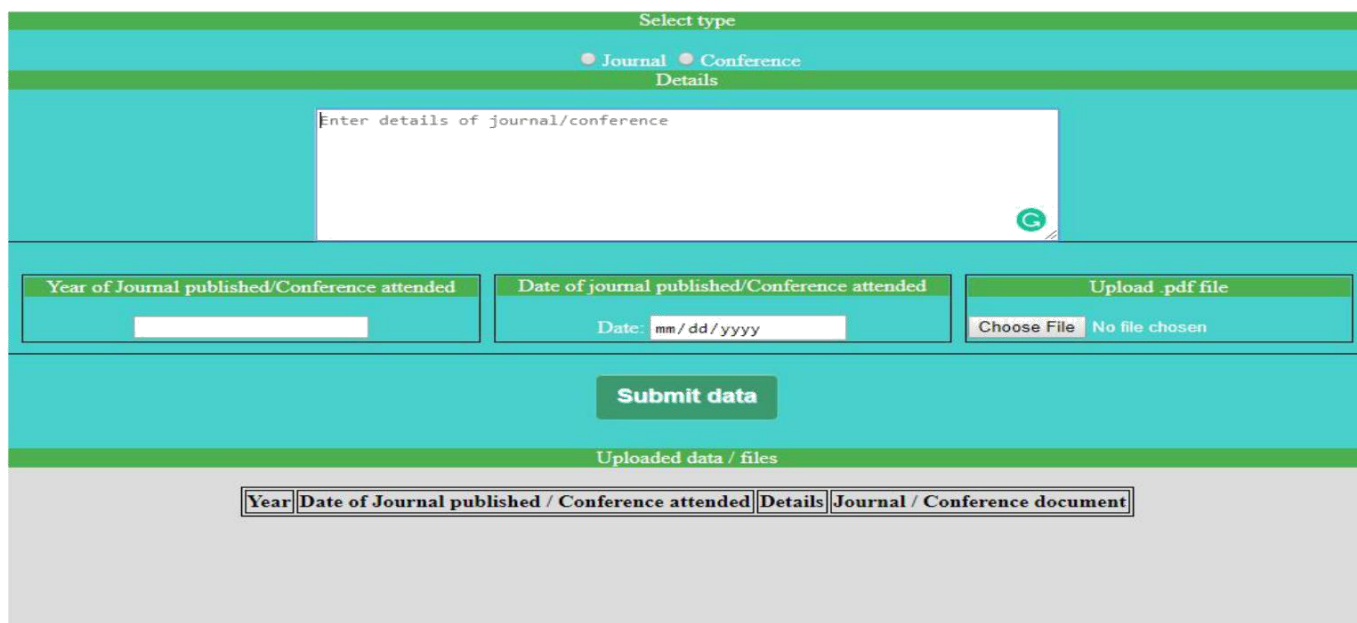 Select type
Journal Conference
Details
Enter details of journal/conference
Year of Journal published/Conference attended
Date of journal published/Conference attended
Upload .pdf file
Date: mm/dd/yyyy
Choose File No file chosen
Submit data
Uploaded data / files
Year Date of Journal published / Conference attended Details Journal / Conference document